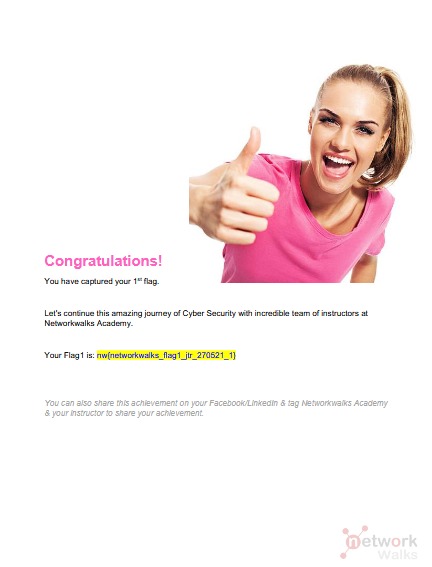 Congratulations!
You have captured your 1st flag.
Let's continue this amazing journey of Cyber Security with incredible team of instructors at
Networkwalks Academy.
Your Flag1 is: nw{networkwalks_flag1_jtr_270521_1}
You can also share this achievement on your Facebook/LinkedIn & tag Networkwalks Academy
& your instructor to share your achievement.
network
Walks